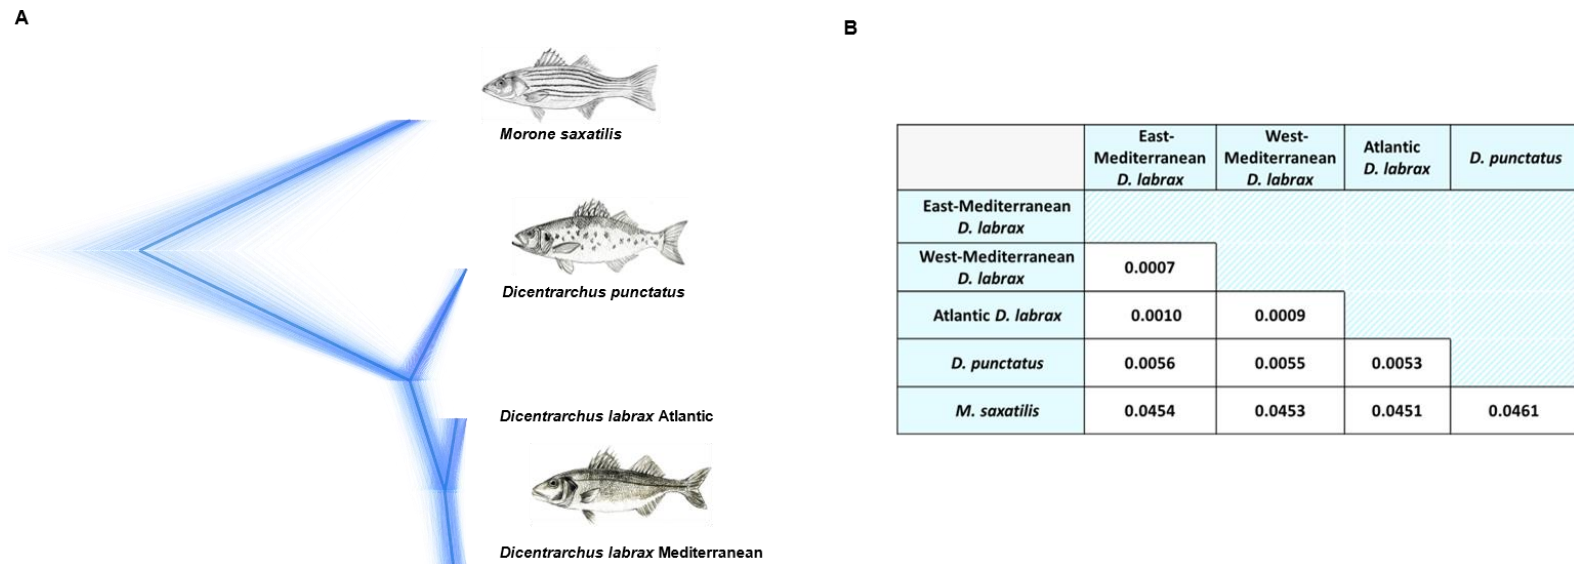 A
Morone saxatilis
Dicentrarchus punctatus
Dicentrarchus labrax Atlantic
Dicentrarchus labrax Mediterranean
B
East-
Mediterranean
D. labrax
West-
Mediterranean
D. labrax
Atlantic
D. labrax
D. punctatus
East-Mediterranean
D. labrax
West-Mediterranean
D. labrax
0.0007
Atlantic D. labrax
0.0010
0.0009
D. punctatus
0.0056
0.0055
0.0053
M. saxatilis
0.0454
0.0453
0.0451
0.0461